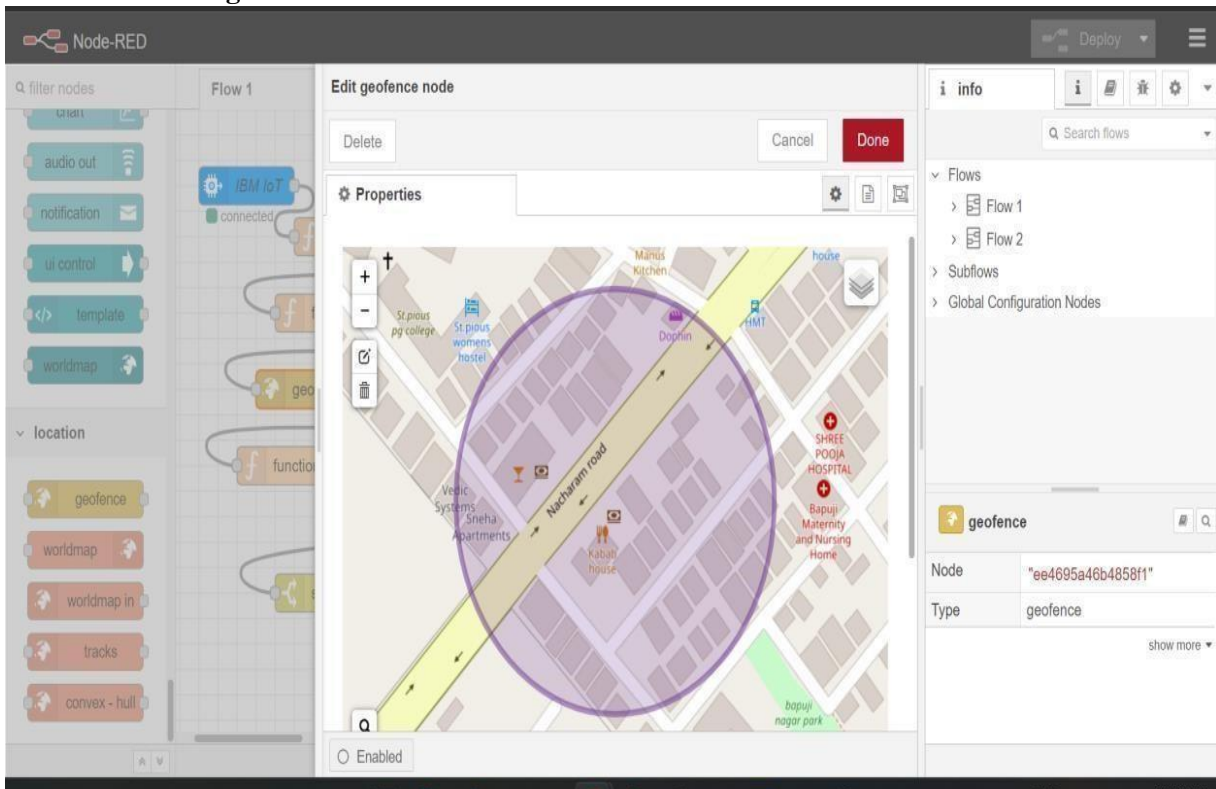 Node-RED
Deploy
filter nodes
audio out
notification
ui control
template
worldmap
location
geofence
worldmap
worldmap in
tracks
convex - hull
Flow 1
IBM IoT
connected
geo
function
Edit geofence node
Delete
Cancel
Done
Properties
Manus
Kitchen
house
St.pious
pg college
St.pious
womens
hostel
Dophin
HMT
SHREE
POOJA
HOSPITAL
Nacharam road
Vedic
Systems
Sneha
Apartments
Kabab
house
Bapuji
Maternity
and Nursing
Home
bapuji
nagar park
Enabled
info
Search flows
Flows
Flow 1
Flow 2
Subflows
Global Configuration Nodes
geofence
Node "ee4695a46b4858f1"
Type geofence
show more